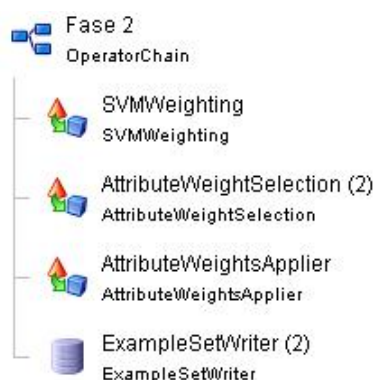 Fase 2
OperatorChain
SVMWeighting
SVMWeighting
AttributeWeightSelection (2)
AttributeWeightSelection
AttributeWeightsApplier
AttributeWeightsApplier
ExampleSetWriter (2)
ExampleSetWriter